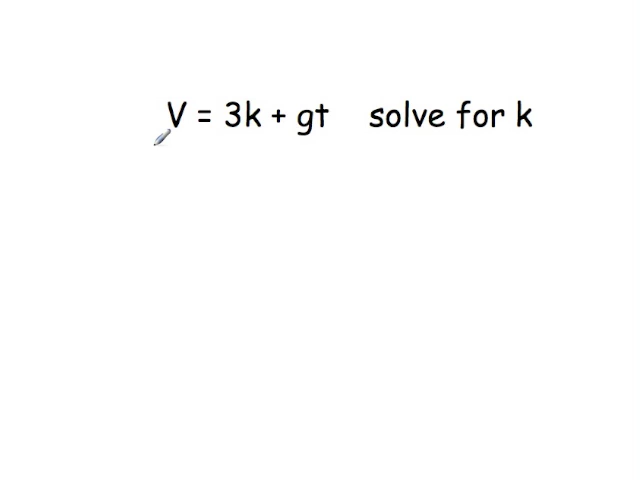 V = 3k + gt solve for k